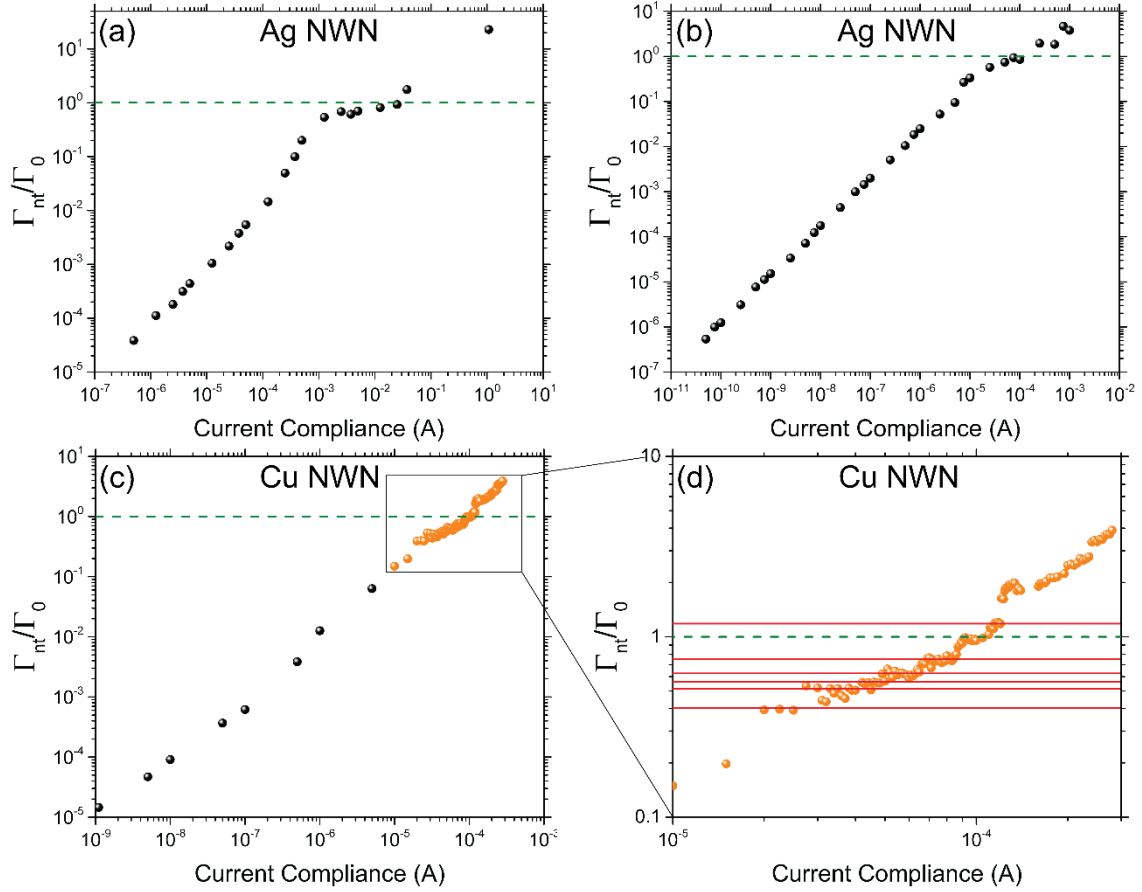 (a) Ag NWN
Γnt/Γ0
10^1
10^0
10^-1
10^-2
10^-3
10^-4
10^-5
10^-7 10^-6 10^-5 10^-4 10^-3 10^-2 10^-1 10^0 10^1
Current Compliance (A)
(b) Ag NWN
Γnt/Γ0
10^1
10^0
10^-1
10^-2
10^-3
10^-4
10^-5
10^-6
10^-7
10^-11 10^-10 10^-9 10^-8 10^-7 10^-6 10^-5 10^-4 10^-3 10^-2
Current Compliance (A)
(c) Cu NWN
Γnt/Γ0
10^1
10^0
10^-1
10^-2
10^-3
10^-4
10^-5
10^-9 10^-8 10^-7 10^-6 10^-5 10^-4 10^-3
Current Compliance (A)
(d) Cu NWN
Γnt/Γ0
10
1
0.1
10^-5 10^-4
Current Compliance (A)